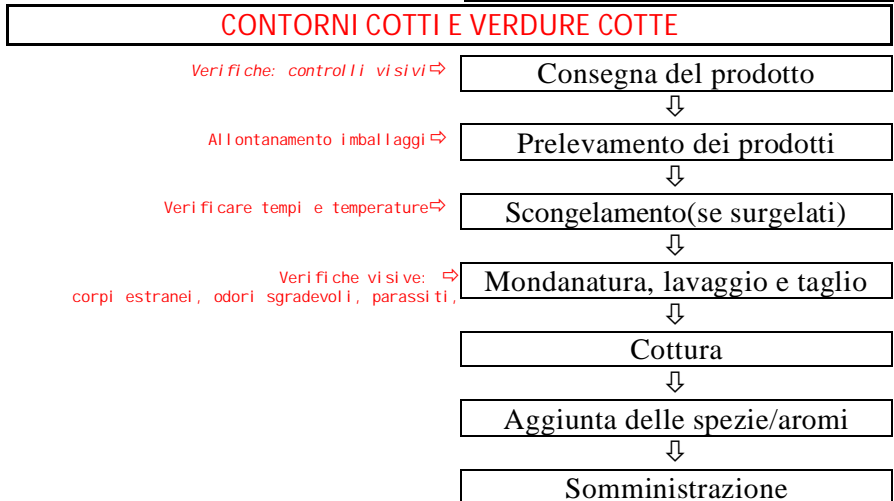 CONTORNI COTTI E VERDURE COTTE
Verifiche: controlli visivi⇨ Consegna del prodotto
⇩
Allontanamento imballaggi⇨ Prelevamento dei prodotti
⇩
Verificare tempi e temperature⇨ Scongelamento(se surgelati)
⇩
Verifiche visive: ⇨ Mondanatura, lavaggio e taglio
corpi estranei, odori sgradevoli, parassiti,
⇩
Cottura
⇩
Aggiunta delle spezie/aromi
⇩
Somministrazione